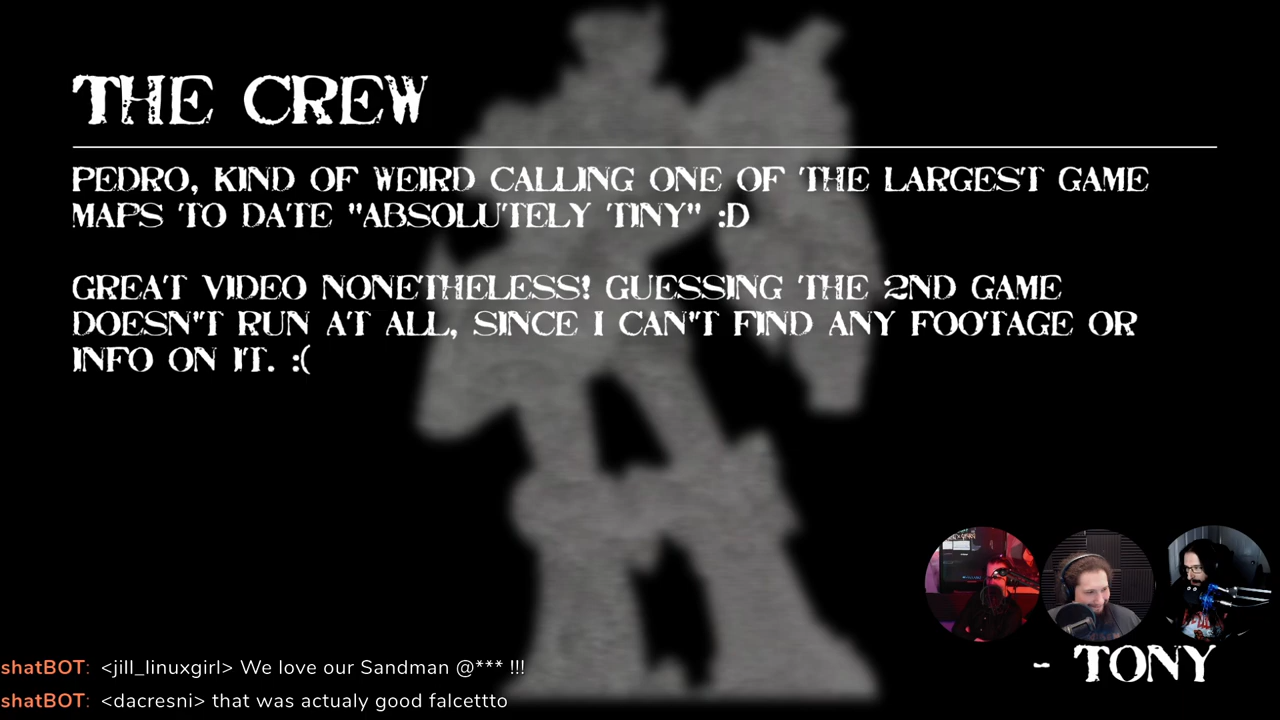 THE CREW
PEDRO, KIND OF WEIRD CALLING ONE OF THE LARGEST GAME
MAPS TO DATE "ABSOLUTELY TINY" :D
GREAT VIDEO NONETHELESS! GUESSING THE 2ND GAME
DOESN'T RUN AT ALL, SINCE I CAN'T FIND ANY FOOTAGE OR
INFO ON IT. :(
- TONY
shatBOT: <jill_linuxgirl> We love our Sandman @*** !!!
shatBOT: <dacresni> that was actualy good falcettto